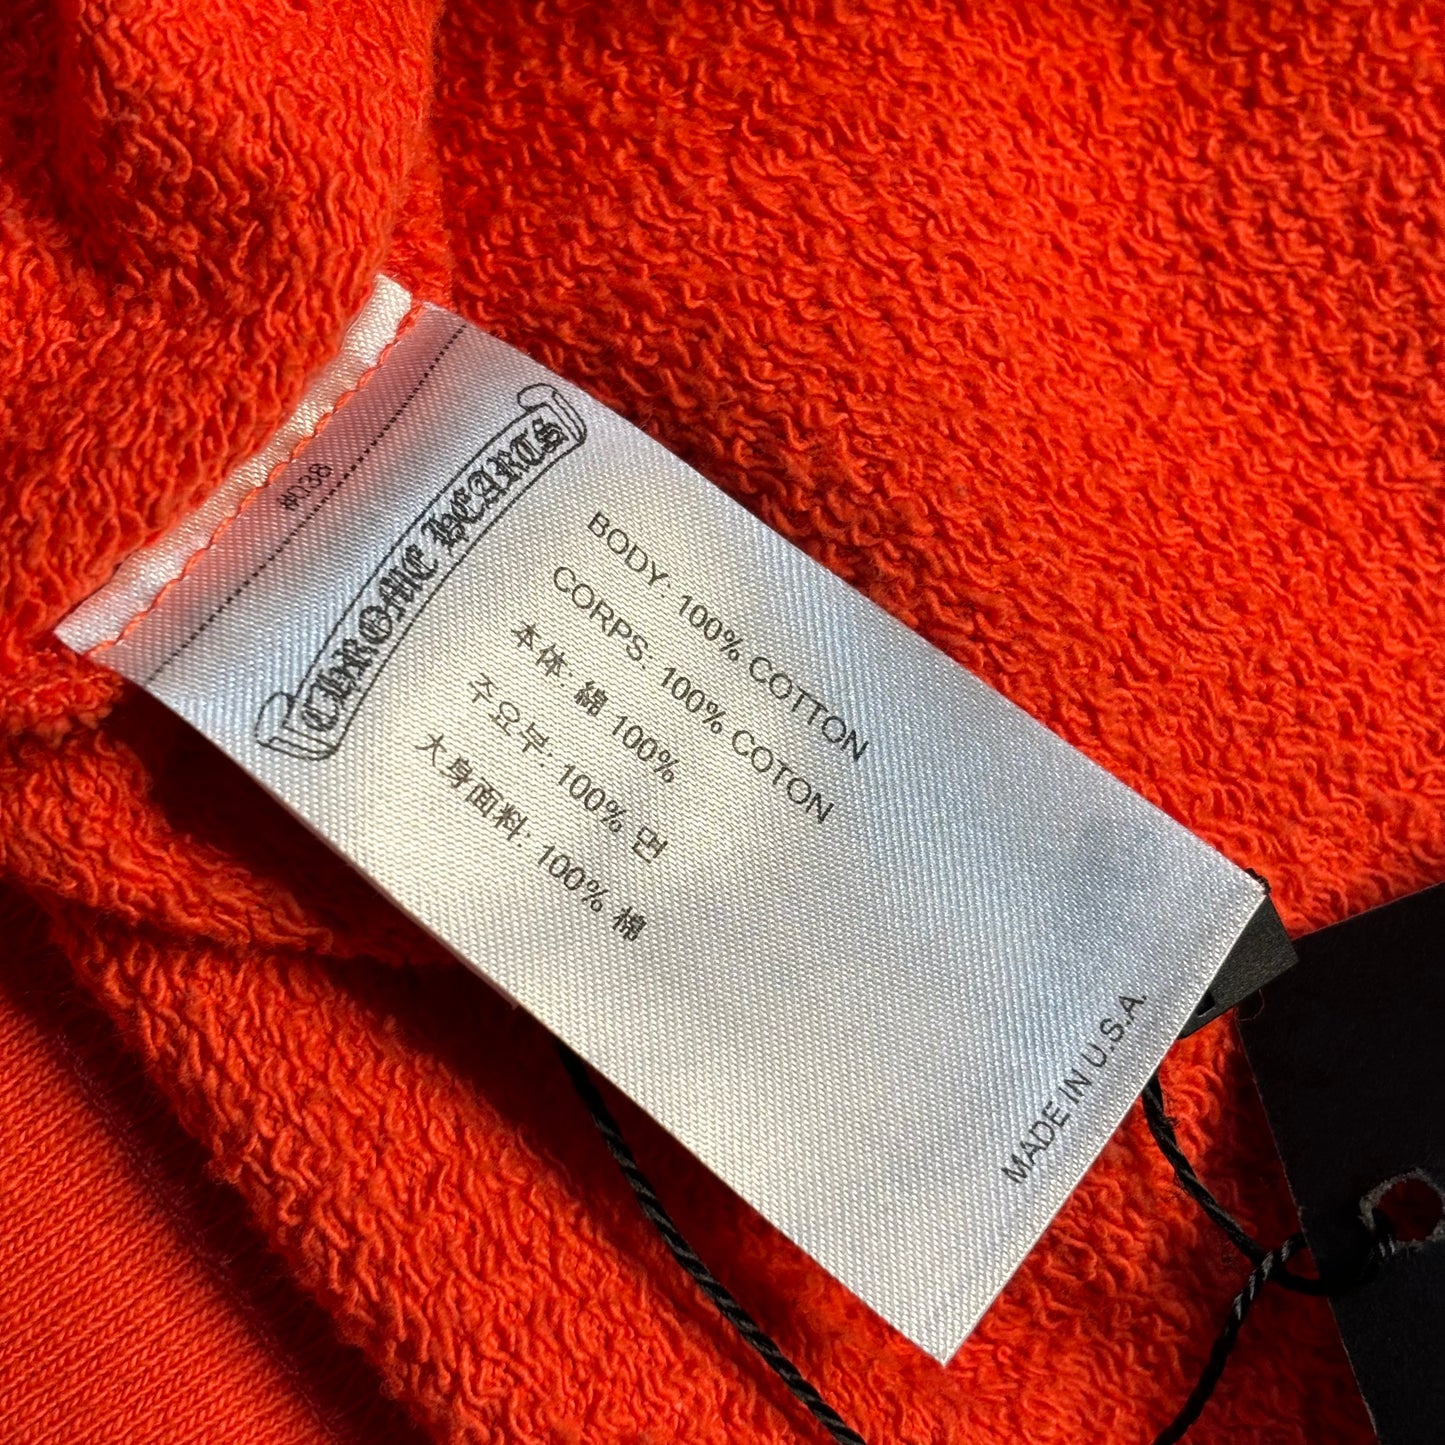 #038
CHROME HEARTS
BODY: 100% COTTON
CORPS: 100% COTON
本体: 綿 100%
주요부: 100% 면
大身面料: 100% 棉
MADE IN U.S.A.